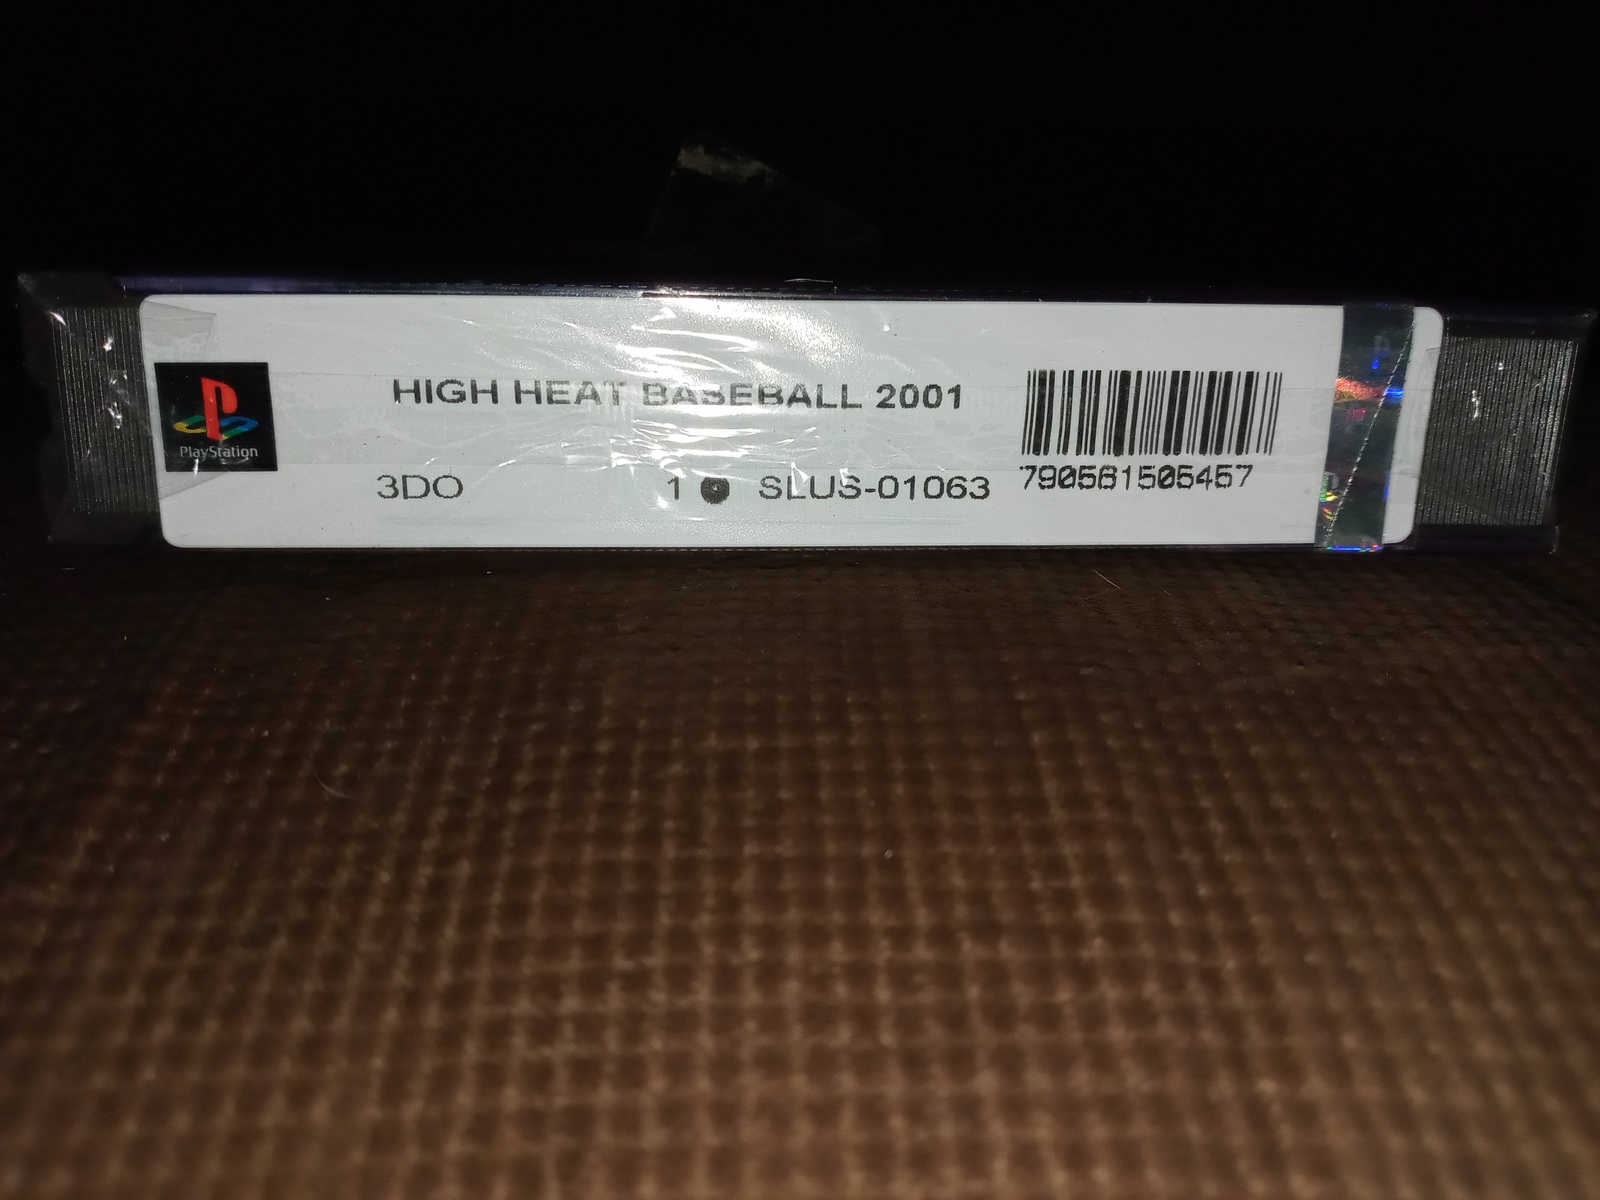 HIGH HEAT BASEBALL 2001
PlayStation
3DO 1 SLUS-01063
790561505457